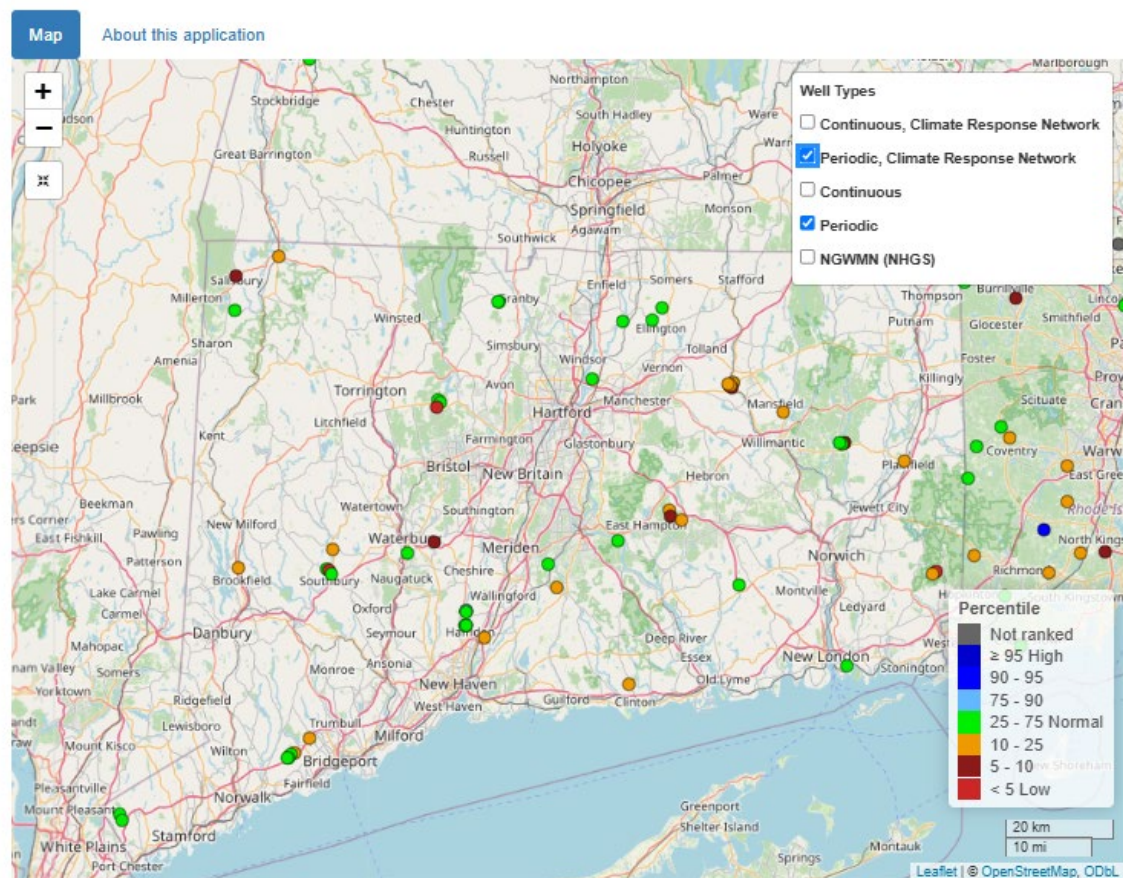 Map About this application
+
−
Well Types
Continuous, Climate Response Network
Periodic, Climate Response Network
Continuous
Periodic
NGWMN (NHGS)
Marlborough
Stockbridge
Chester
Northampton
South Hadley
Ware
Huntington
Holyoke
Great Barrington
Russell
Palmer
Chicopee
Springfield
Monson
Agawam
Southwick
Salisbury
Enfield
Somers
Stafford
Millerton
Granby
Thompson
Burrillville
Ellington
Putnam
Glocester
Smithfield
Winsted
Simsbury
Sharon
Windsor
Tolland
Amenia
Vernon
Foster
Killingly
Torrington
Avon
Manchester
Millbrook
Mansfield
Scituate
Hartford
Litchfield
Kent
Farmington
Glastonbury
Willimantic
Coventry
Bristol
New Britain
Hebron
Plainfield
East Green
Beekman
Watertown
Southington
Jewett City
New Milford
East Hampton
East Fishkill
Pawling
Waterbury
Meriden
Norwich
North Kings
Patterson
Cheshire
Brookfield
Southbury
Naugatuck
Wallingford
Montville
Richmond
Lake Carmel
Oxford
Hamden
Ledyard
Hopkinton
South Kingstown
Carmel
Danbury
Seymour
Deep River
Mahopac
Monroe
Ansonia
Essex
New London
Stonington
Somers
New Haven
Old Lyme
Yorktown
Ridgefield
West Haven
Guilford
Clinton
Trumbull
Milford
Lewisboro
Mount Kisco
Wilton
Bridgeport
Fairfield
Pleasantville
Norwalk
Mount Pleasant
Stamford
White Plains
Port Chester
Greenport
Shelter Island
Springs
Montauk
New Shoreham
Percentile
Not ranked
≥ 95 High
90 - 95
75 - 90
25 - 75 Normal
10 - 25
5 - 10
< 5 Low
20 km
10 mi
Leaflet | © OpenStreetMap, ODbL